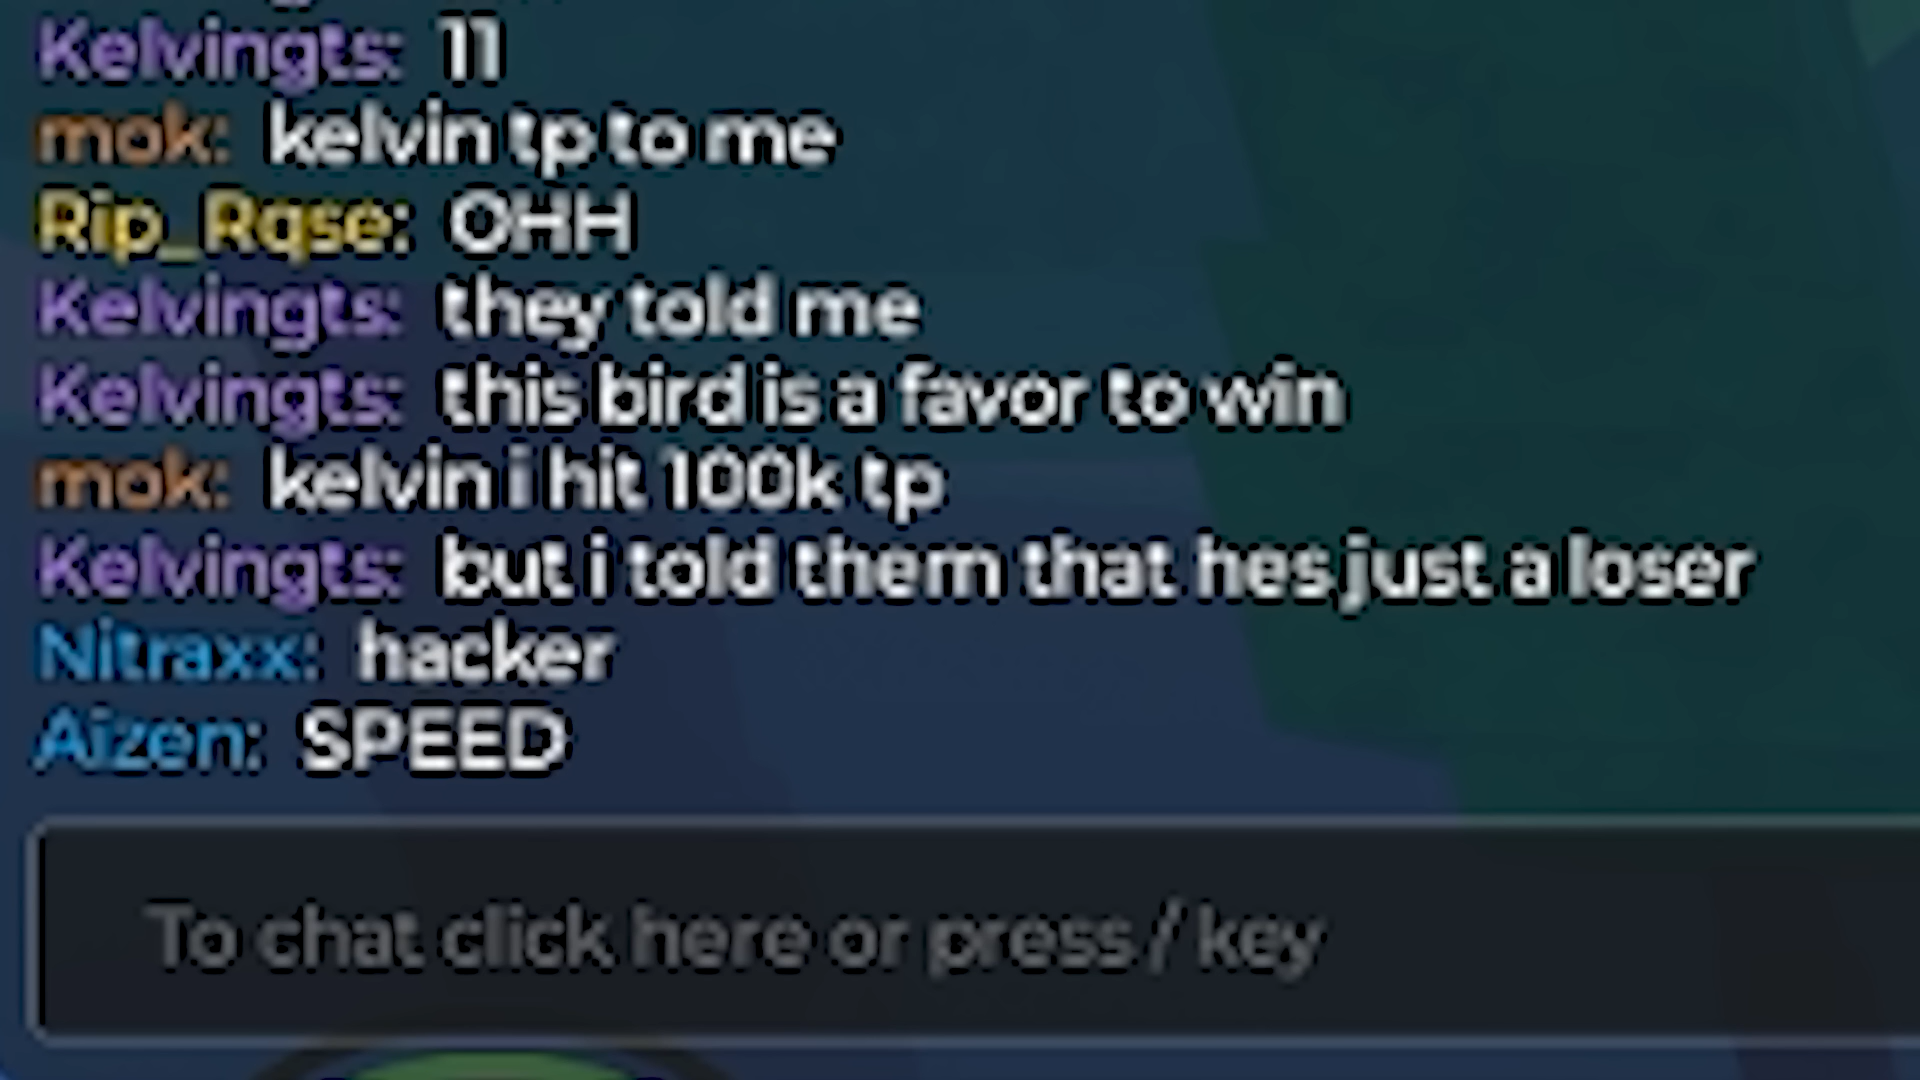 Kelvingts: 11
mok: kelvin tp to me
Rip_Rqse: OHH
Kelvingts: they told me
Kelvingts: this bird is a favor to win
mok: kelvin i hit 100k tp
Kelvingts: but i told them that hes just a loser
Nitraxx: hacker
Aizen: SPEED
To chat click here or press / key